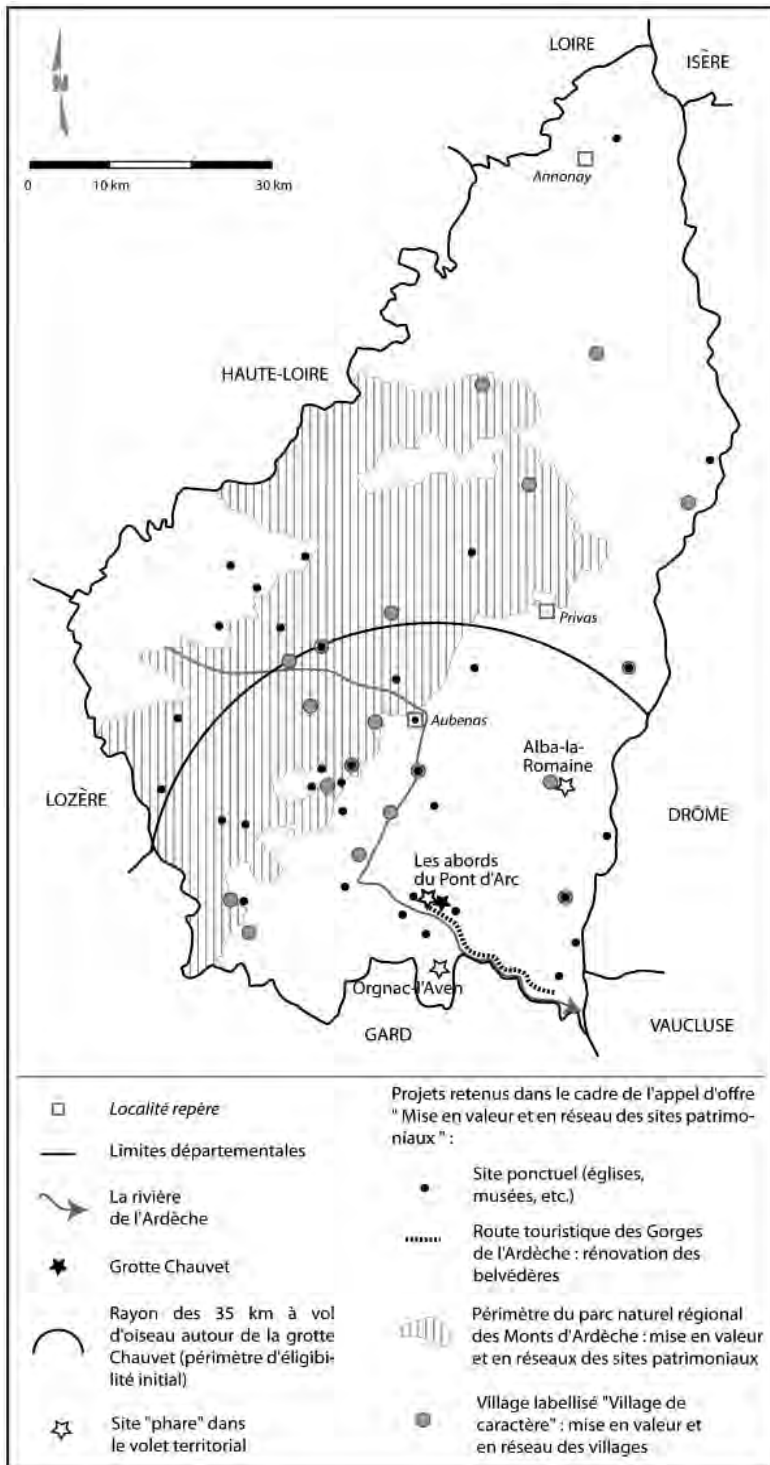 LOIRE
ISÈRE
N
0
10 km
30 km
Annonay
HAUTE-LOIRE
Privas
Aubenas
Alba-la-
Romaine
LOZÈRE
DRÔME
Les abords
du Pont d'Arc
Orgnac-l'Aven
GARD
VAUCLUSE
Localité repère
Limites départementales
La rivière
de l'Ardèche
Grotte Chauvet
Rayon des 35 km à vol
d'oiseau autour de la grotte
Chauvet (périmètre d'éligibi-
lité initial)
Site "phare" dans
le volet territorial
Projets retenus dans le cadre de l'appel d'offre
" Mise en valeur et en réseau des sites patrimo-
niaux " :
Site ponctuel (églises,
musées, etc.)
Route touristique des Gorges
de l'Ardèche : rénovation des
belvédères
Périmètre du parc naturel régional
des Monts d'Ardèche : mise en valeur
et en réseaux des sites patrimoniaux
Village labellisé "Village de
caractère" : mise en valeur et
en réseau des villages